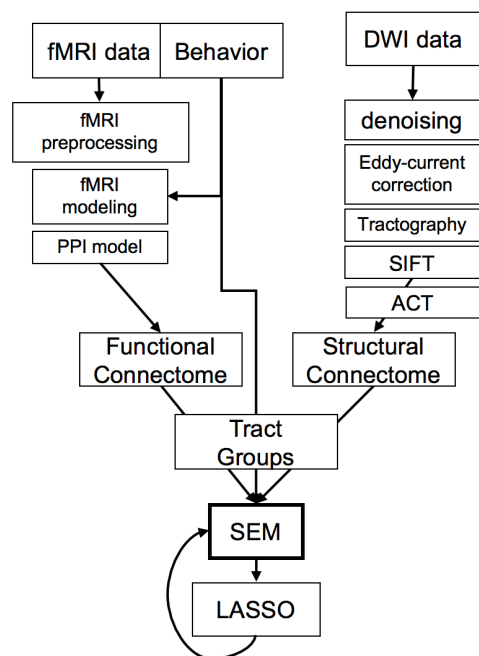 fMRI data
Behavior
DWI data
fMRI
preprocessing
denoising
Eddy-current
correction
fMRI
modeling
Tractography
PPI model
SIFT
ACT
Functional
Connectome
Structural
Connectome
Tract
Groups
SEM
LASSO